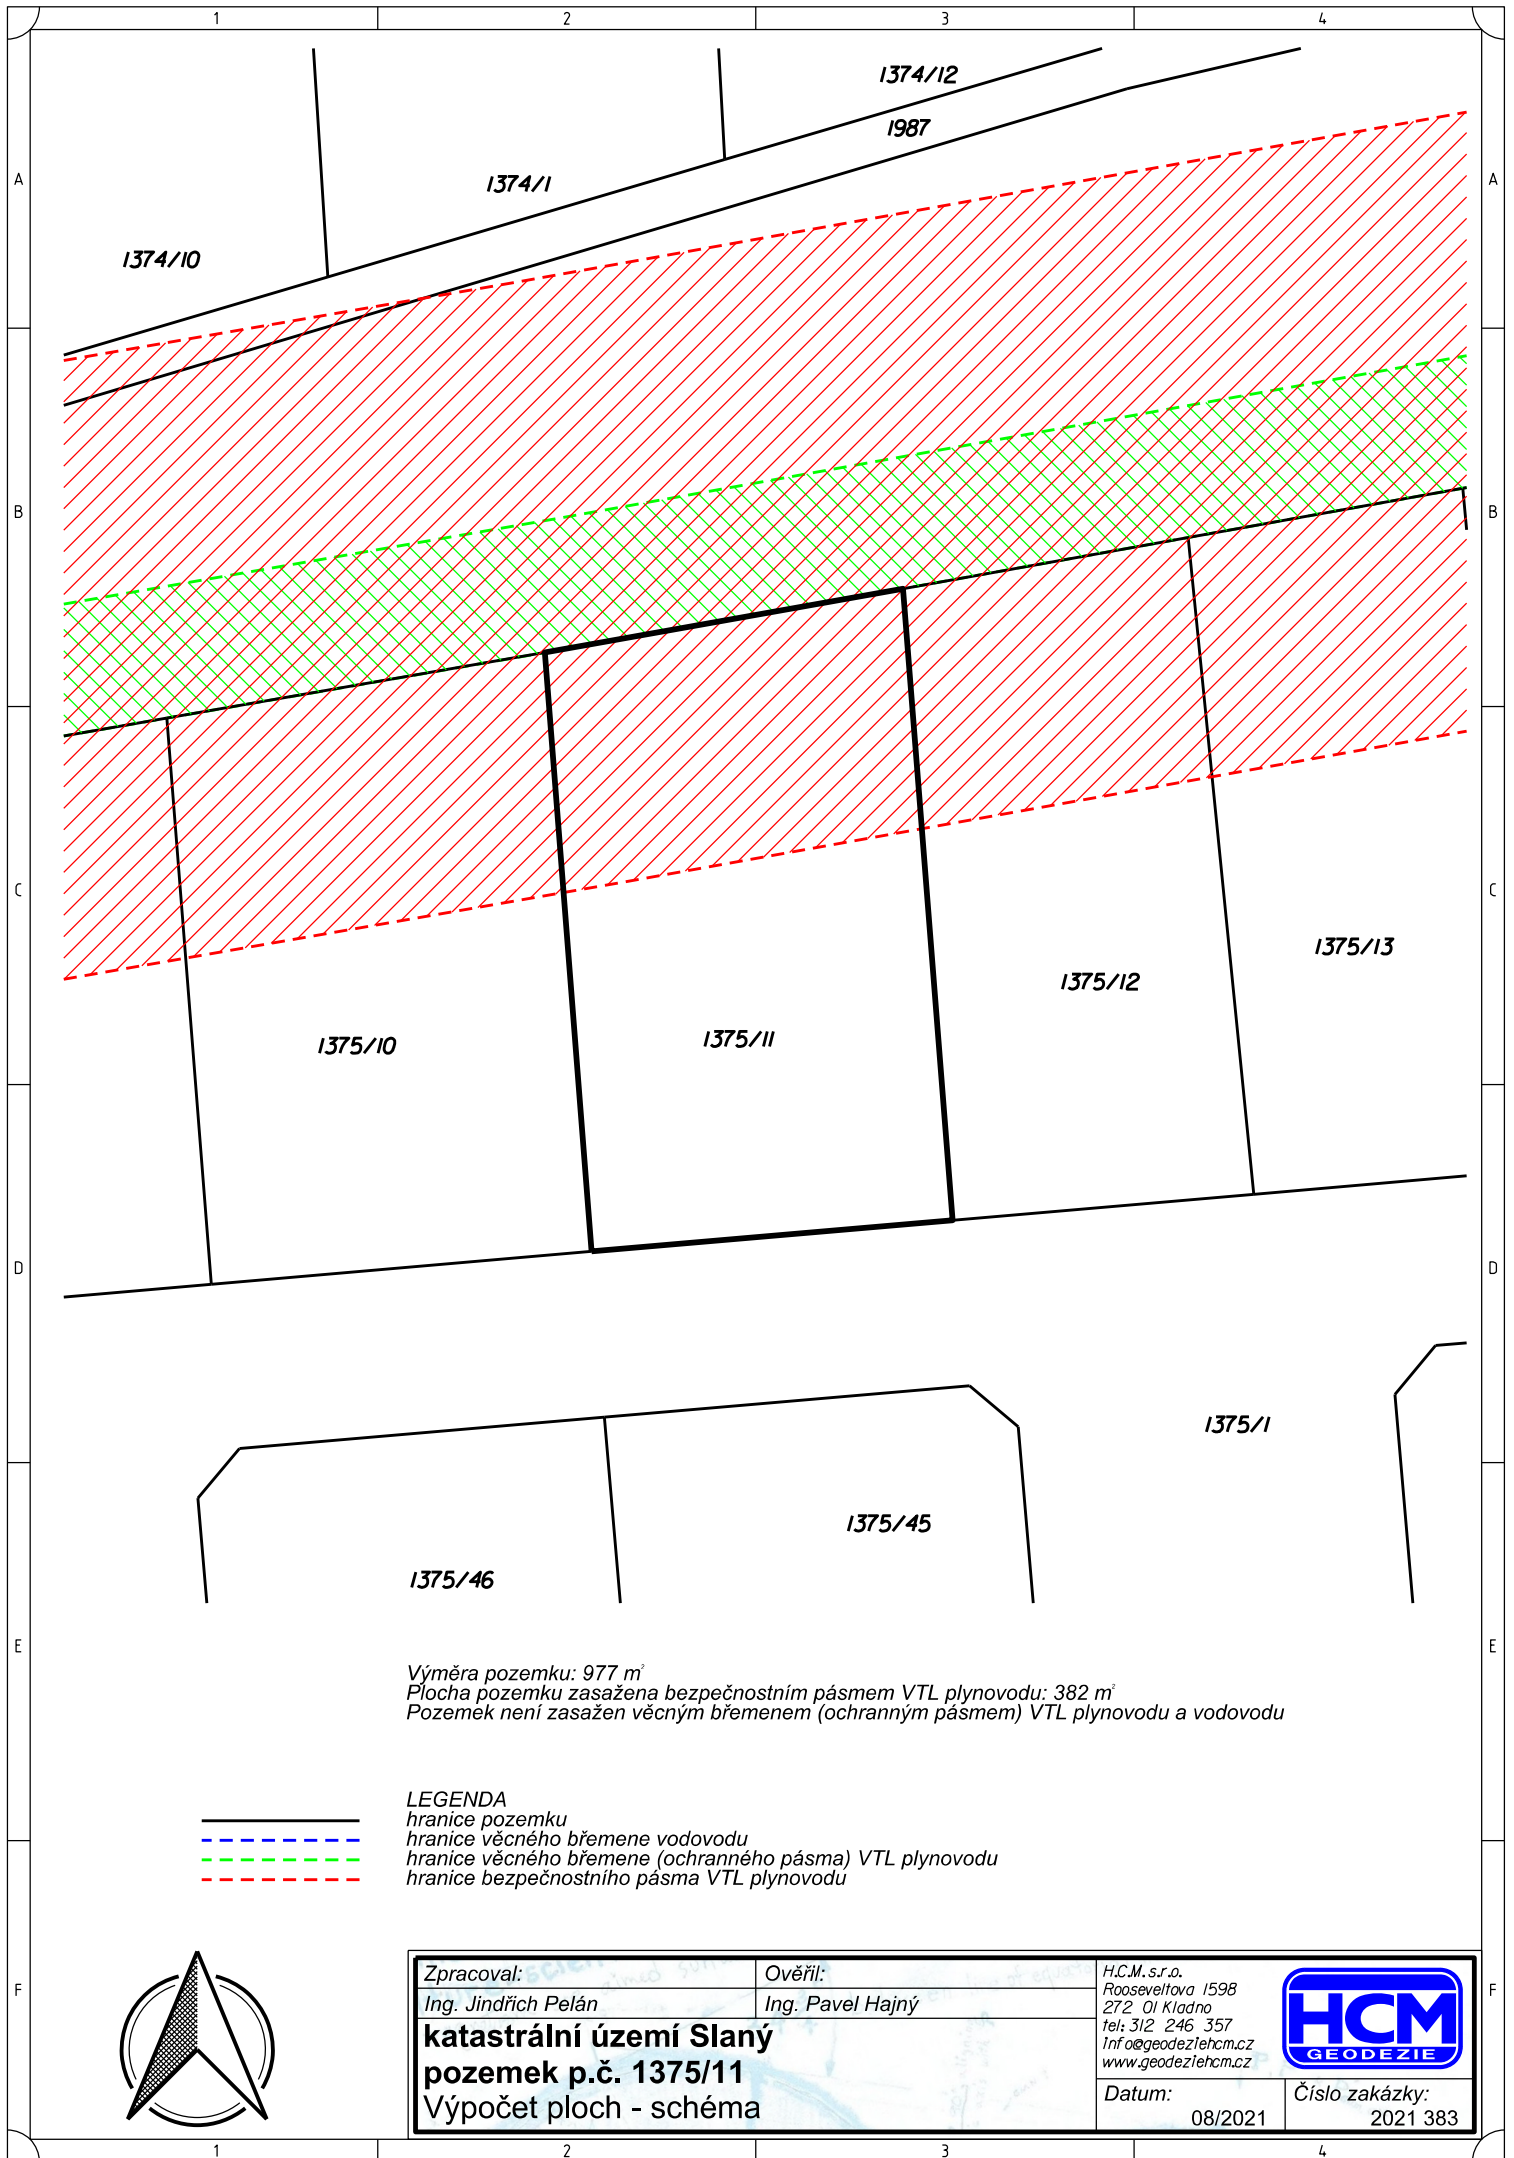 1 2 3 4
1374/12
1987
A A
1374/1
1374/10
B B
C C
1375/13
1375/12
1375/10 1375/11
D D
1375/1
1375/45
1375/46
E E
Výměra pozemku: 977 m²
Plocha pozemku zasažena bezpečnostním pásmem VTL plynovodu: 382 m²
Pozemek není zasažen věcným břemenem (ochranným pásmem) VTL plynovodu a vodovodu
LEGENDA
hranice pozemku
hranice věcného břemene vodovodu
hranice věcného břemene (ochranného pásma) VTL plynovodu
hranice bezpečnostního pásma VTL plynovodu
F F
Zpracoval: Ověřil:
Ing. Jindřich Pelán Ing. Pavel Hajný
katastrální území Slaný
pozemek p.č. 1375/11
Výpočet ploch - schéma
H.C.M. s.r.o.
Rooseveltova 1598
272 01 Kladno
tel: 312 246 357
info@geodeziehcm.cz
www.geodeziehcm.cz
HCM
GEODEZIE
Datum: Číslo zakázky:
08/2021 2021 383
1 2 3 4